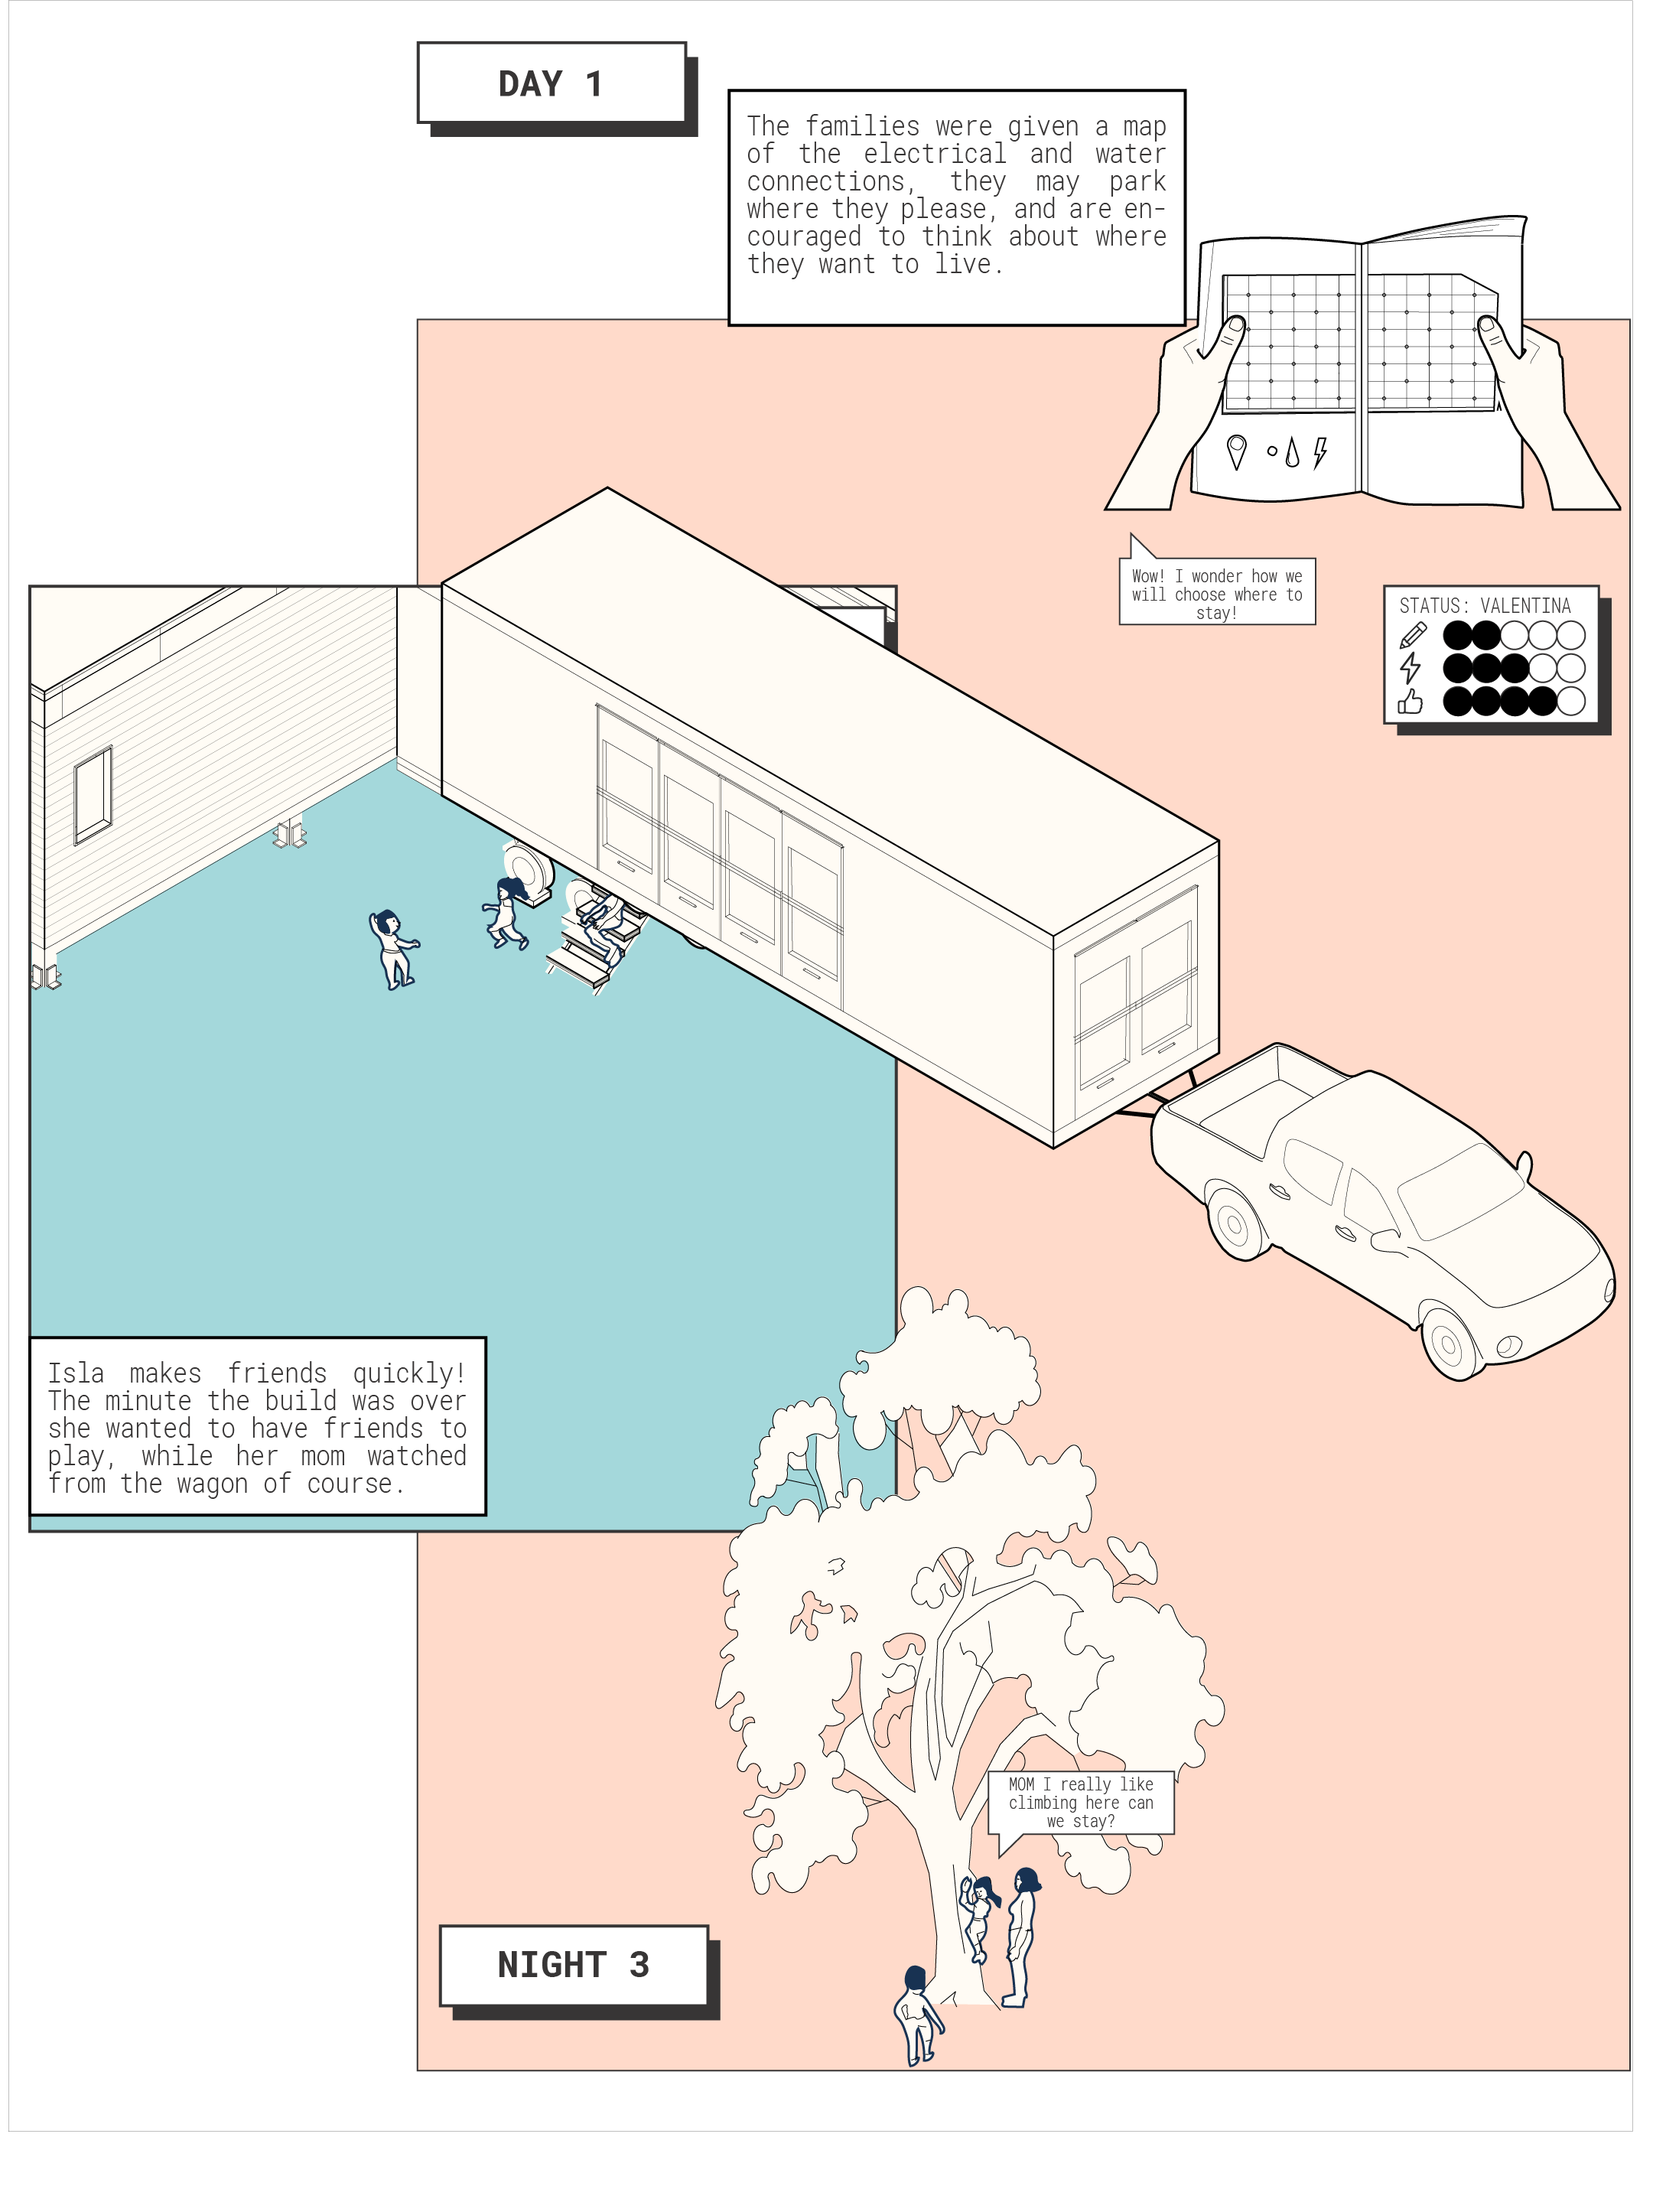 DAY 1
The families were given a map
of the electrical and water
connections, they may park
where they please, and are en-
couraged to think about where
they want to live.
Wow! I wonder how we
will choose where to
stay!
STATUS: VALENTINA
Isla makes friends quickly!
The minute the build was over
she wanted to have friends to
play, while her mom watched
from the wagon of course.
MOM I really like
climbing here can
we stay?
NIGHT 3